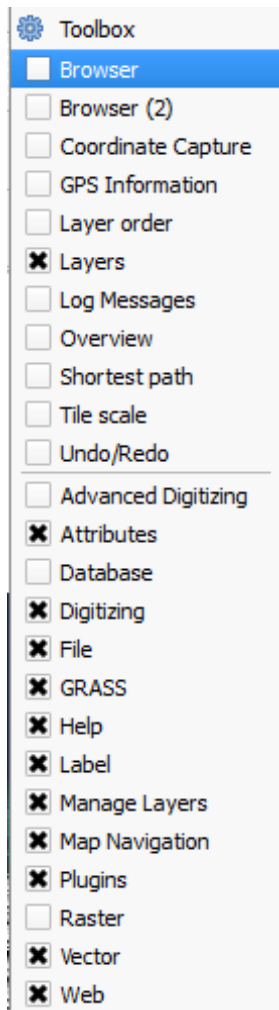 Toolbox
Browser
Browser (2)
Coordinate Capture
GPS Information
Layer order
Layers
Log Messages
Overview
Shortest path
Tile scale
Undo/Redo
Advanced Digitizing
Attributes
Database
Digitizing
File
GRASS
Help
Label
Manage Layers
Map Navigation
Plugins
Raster
Vector
Web